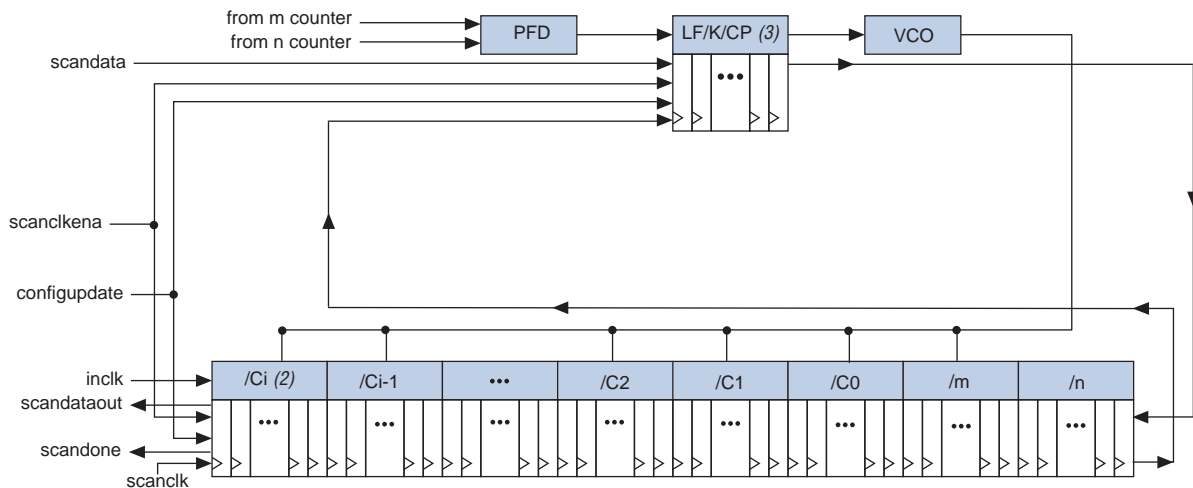 from m counter
from n counter
PFD
LF/K/CP (3)
VCO
scandata
•••
scanclkena
configupdate
inclk
/Ci (2)
/Ci-1
•••
/C2
/C1
/C0
/m
/n
scandataout
••• ••• ••• ••• ••• ••• ••• •••
scandone
scanclk